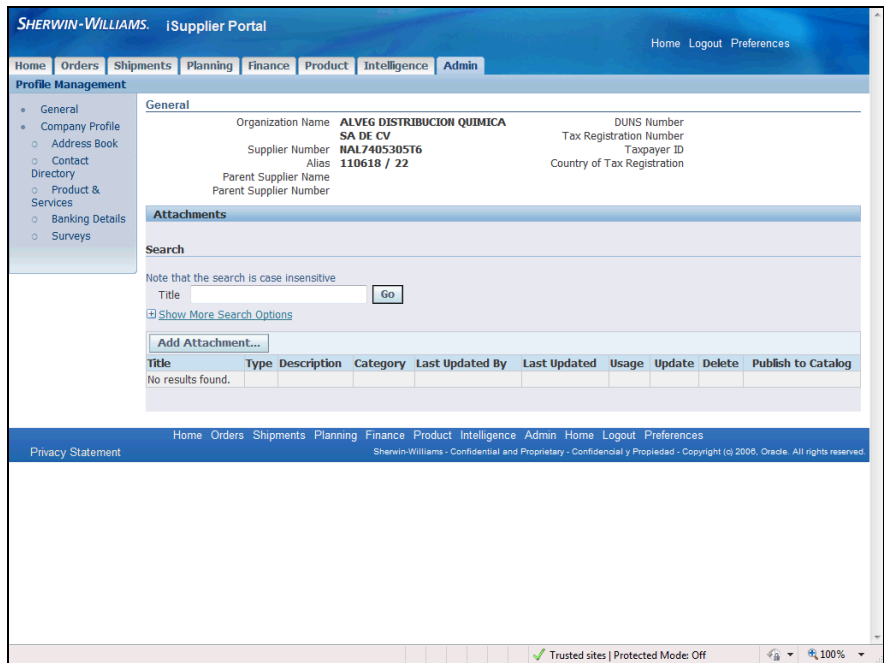 SHERWIN-WILLIAMS. iSupplier Portal
Home Logout Preferences
Home Orders Shipments Planning Finance Product Intelligence Admin
Profile Management
General
Company Profile
Address Book
Contact
Directory
Product &
Services
Banking Details
Surveys
General
Organization Name ALVEG DISTRIBUCION QUIMICA
SA DE CV
Supplier Number NAL7405305T6
Alias 110618 / 22
Parent Supplier Name
Parent Supplier Number
DUNS Number
Tax Registration Number
Taxpayer ID
Country of Tax Registration
Attachments
Search
Note that the search is case insensitive
Title Go
Show More Search Options
Add Attachment...
Title Type Description Category Last Updated By Last Updated Usage Update Delete Publish to Catalog
No results found.
Home Orders Shipments Planning Finance Product Intelligence Admin Home Logout Preferences
Privacy Statement Sherwin-Williams - Confidential and Proprietary - Confidencial y Propiedad - Copyright (c) 2006, Oracle. All rights reserved.
Trusted sites | Protected Mode: Off 100%